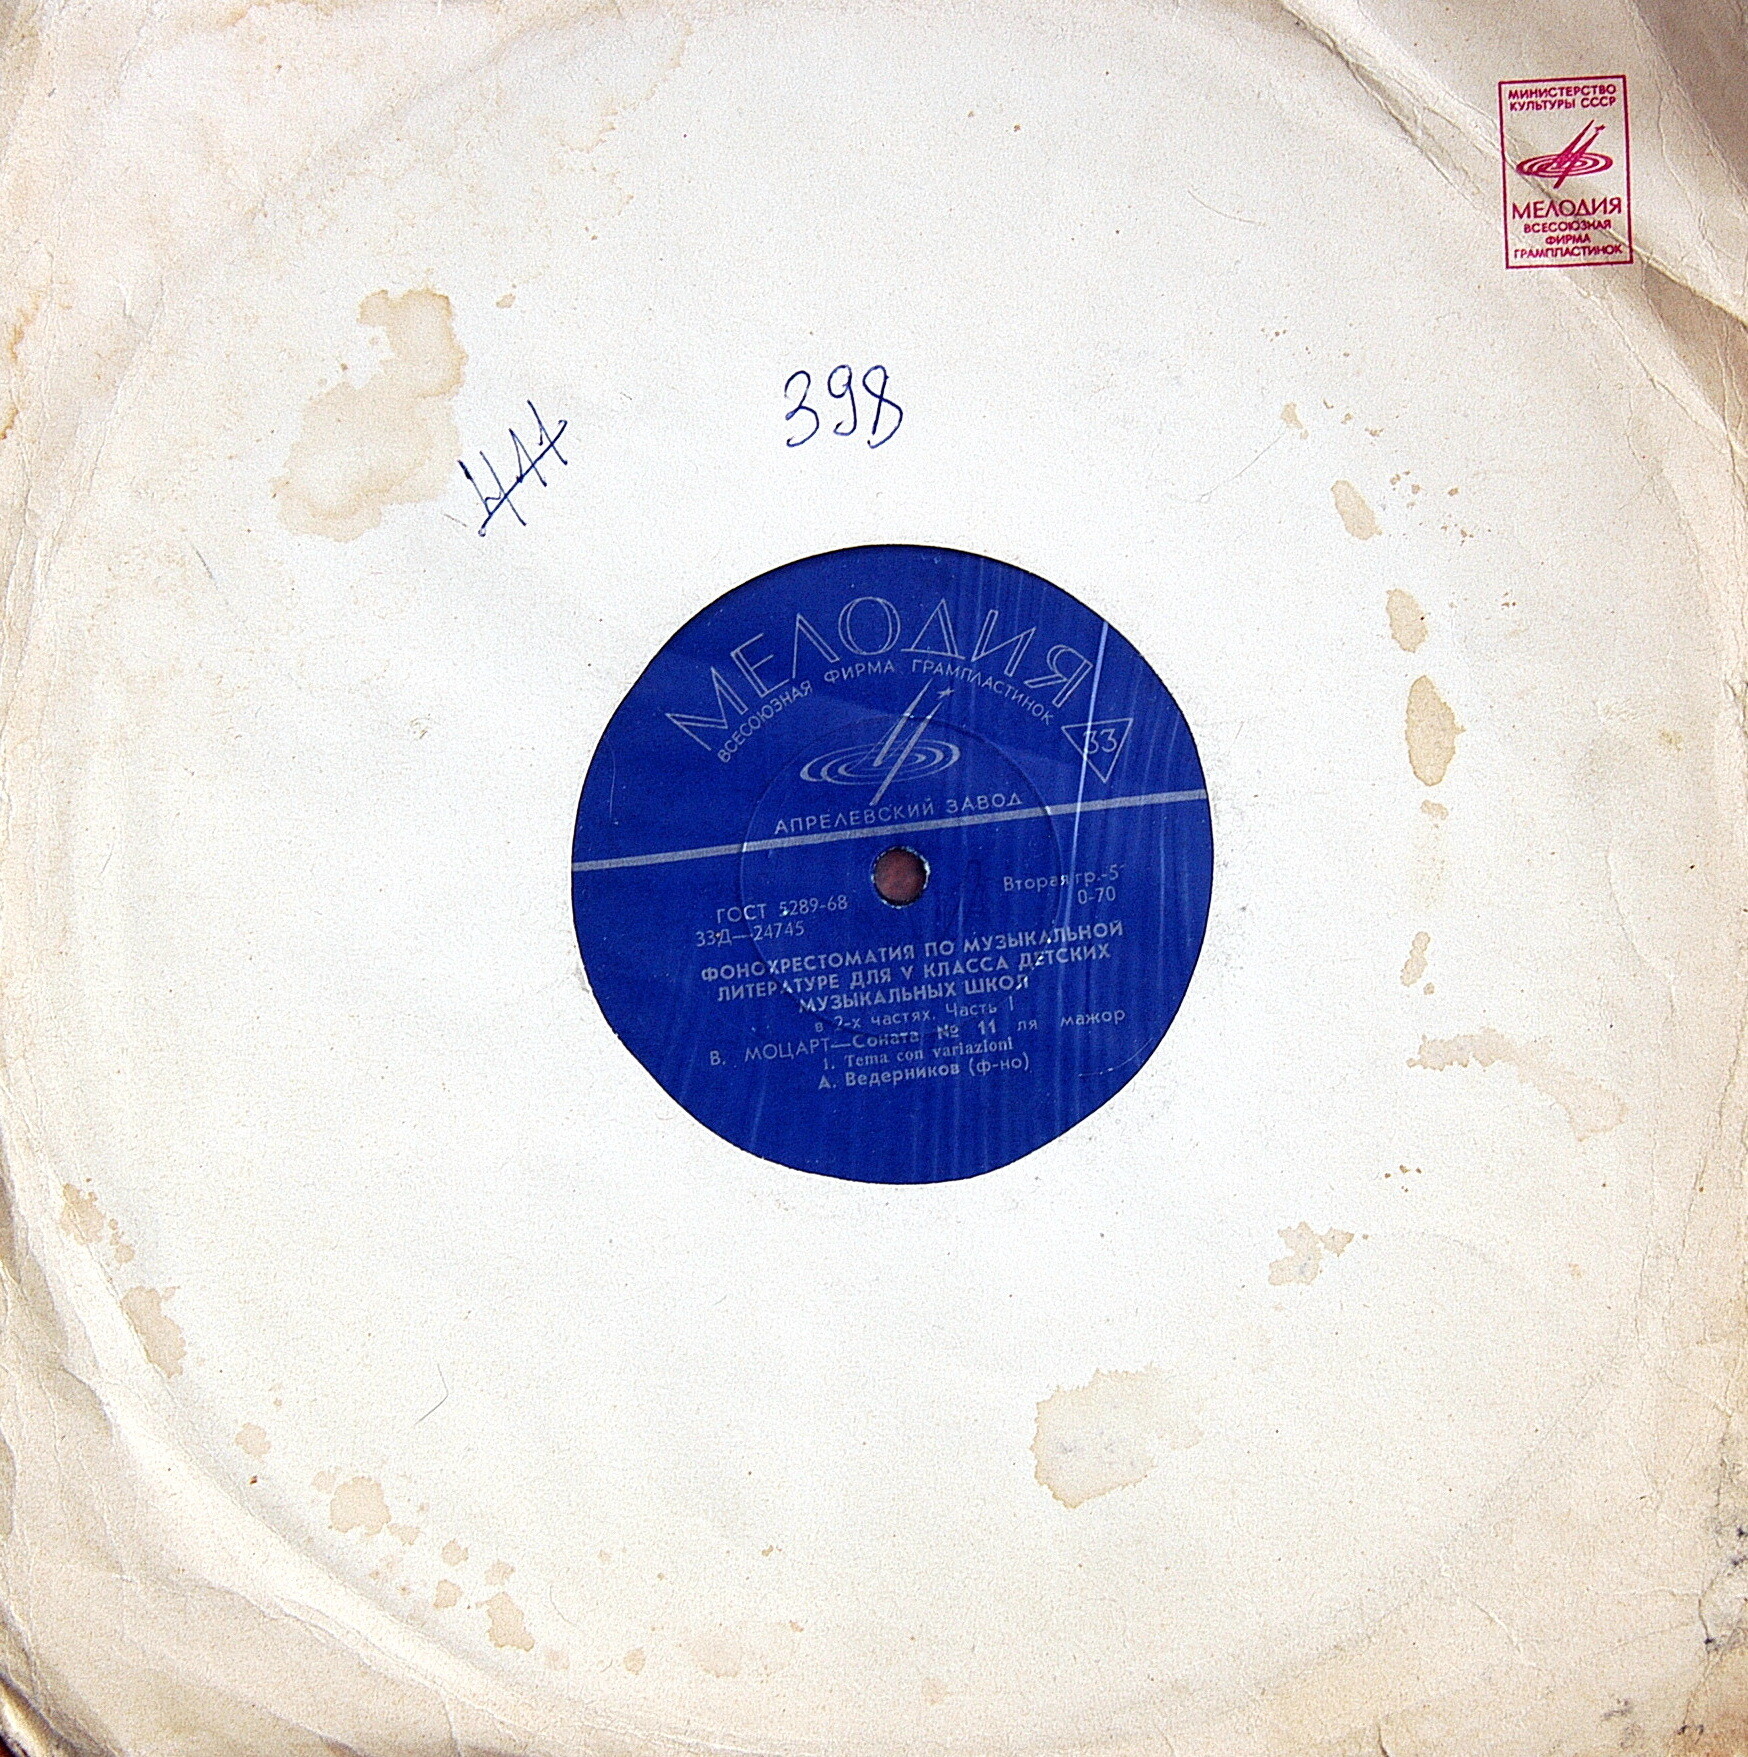 МИНИСТЕРСТВО
КУЛЬТУРЫ СССР
МЕЛОДИЯ
ВСЕСОЮЗНАЯ
ФИРМА
ГРАМПЛАСТИНОК
398
МЕЛОДИЯ
ВСЕСОЮЗНАЯ ФИРМА ГРАМПЛАСТИНОК
33
АПРЕЛЕВСКИЙ ЗАВОД
ГОСТ 5289-68
Вторая гр.-5
33Д—24745
0-70
ФОНОХРЕСТОМАТИЯ ПО МУЗЫКАЛЬНОЙ
ЛИТЕРАТУРЕ ДЛЯ V КЛАССА ДЕТСКИХ
МУЗЫКАЛЬНЫХ ШКОЛ
в 2-х частях. Часть I
В. МОЦАРТ—Соната № 11 ля мажор
1. Tema con variazioni
А. Ведерников (ф-но)